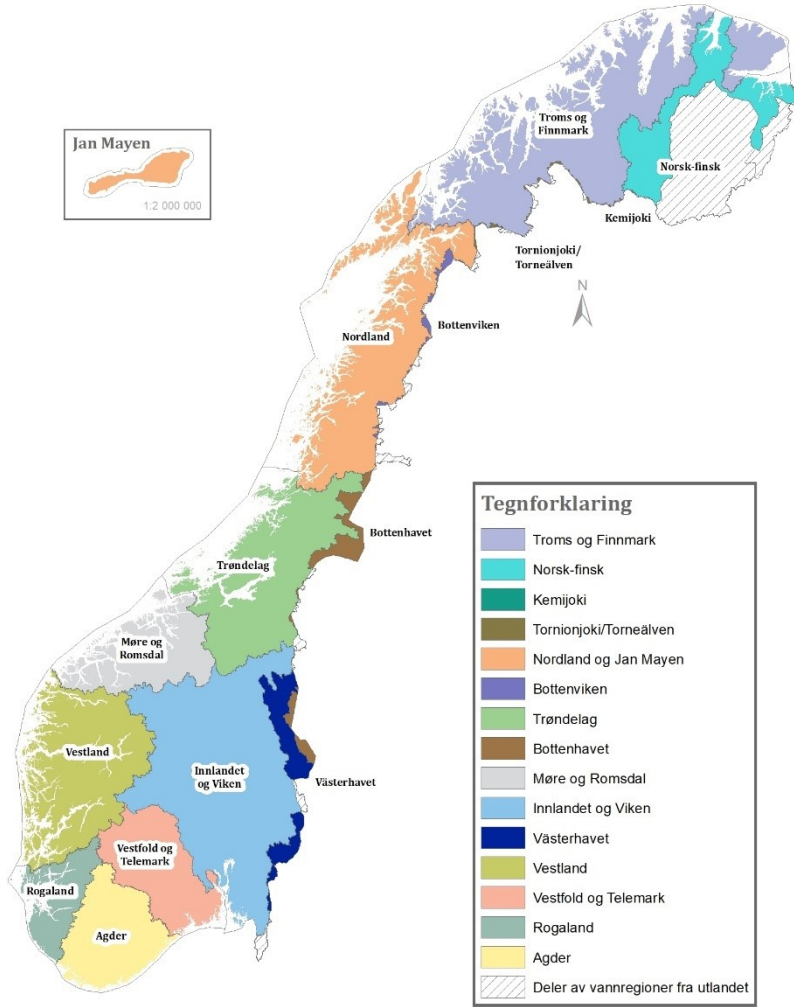 Jan Mayen
1:2 000 000
Troms og
Finnmark
Norsk-finsk
Kemijoki
Tornionjoki/
Torneälven
N
Nordland
Bottenviken
Bottenhavet
Trøndelag
Møre og
Romsdal
Vestland
Innlandet
og Viken
Västerhavet
Vestfold og
Telemark
Rogaland
Agder
Tegnforklaring
Troms og Finnmark
Norsk-finsk
Kemijoki
Tornionjoki/Torneälven
Nordland og Jan Mayen
Bottenviken
Trøndelag
Bottenhavet
Møre og Romsdal
Innlandet og Viken
Västerhavet
Vestland
Vestfold og Telemark
Rogaland
Agder
Deler av vannregioner fra utlandet